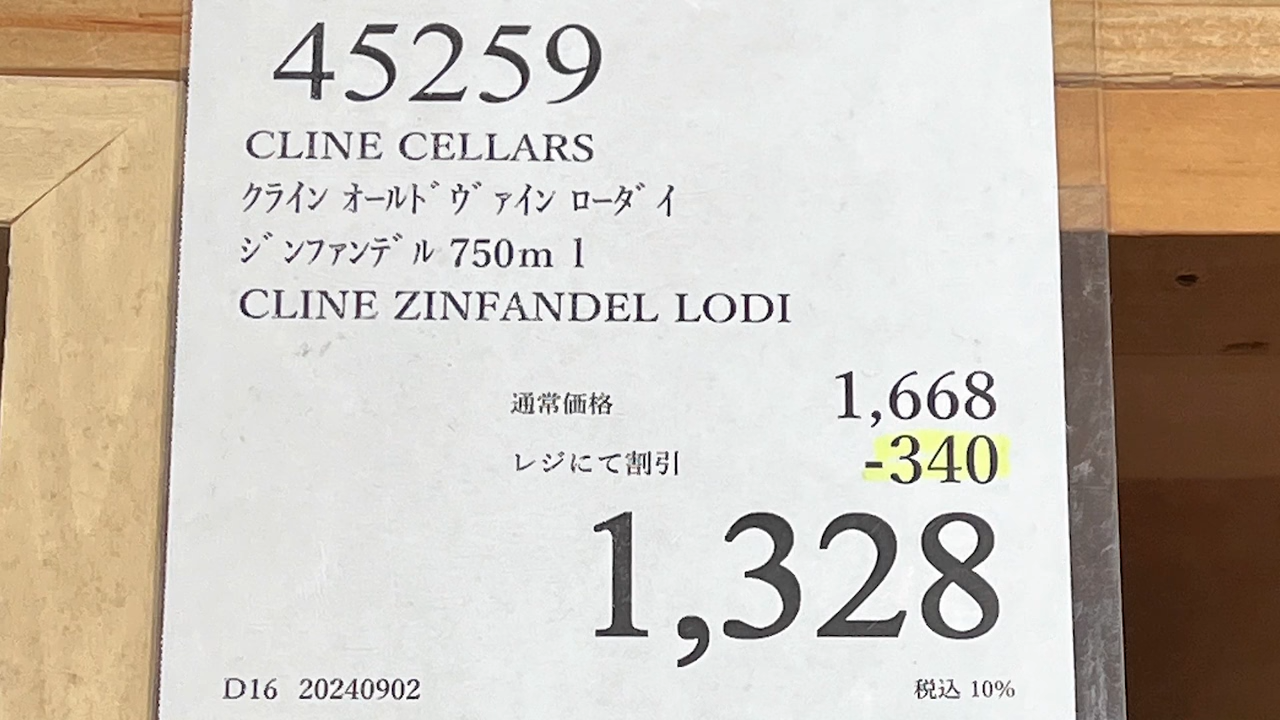 45259
CLINE CELLARS
クライン オールド ヴァイン ローダイ
ジンファンデル 750ml
CLINE ZINFANDEL LODI
通常価格 1,668
レジにて割引 -340
1,328
D16 20240902 税込 10%